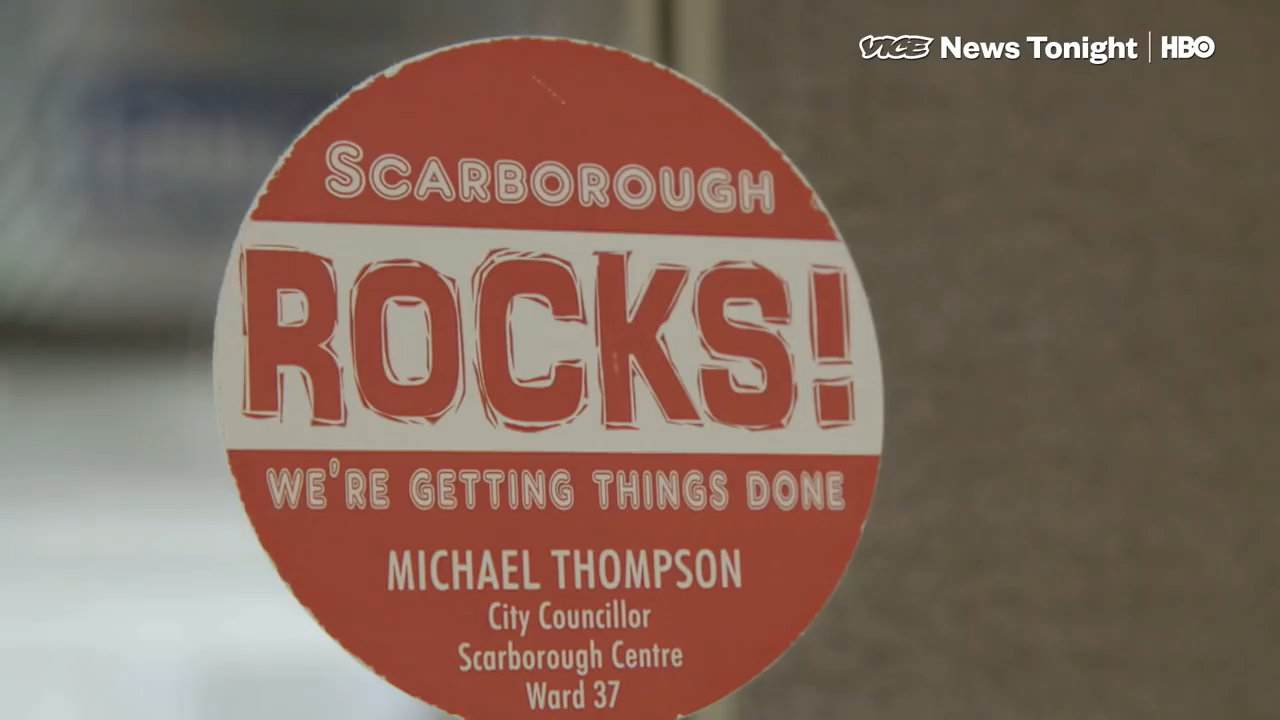 VICE News Tonight | HBO
SCARBOROUGH
ROCKS!
WE'RE GETTING THINGS DONE
MICHAEL THOMPSON
City Councillor
Scarborough Centre
Ward 37